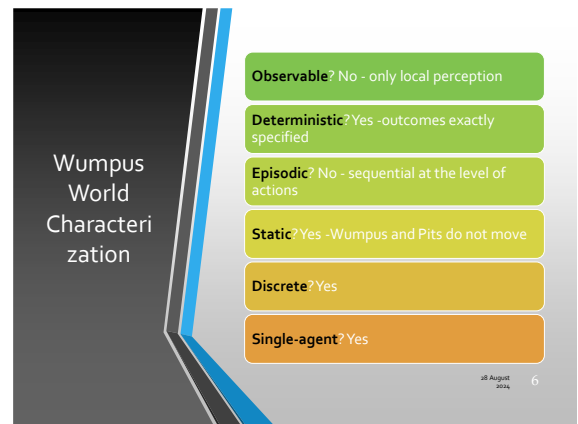 Wumpus
World
Characteri
zation
Observable? No - only local perception
Deterministic? Yes -outcomes exactly
specified
Episodic? No - sequential at the level of
actions
Static? Yes -Wumpus and Pits do not move
Discrete? Yes
Single-agent? Yes
28 August
2024
6